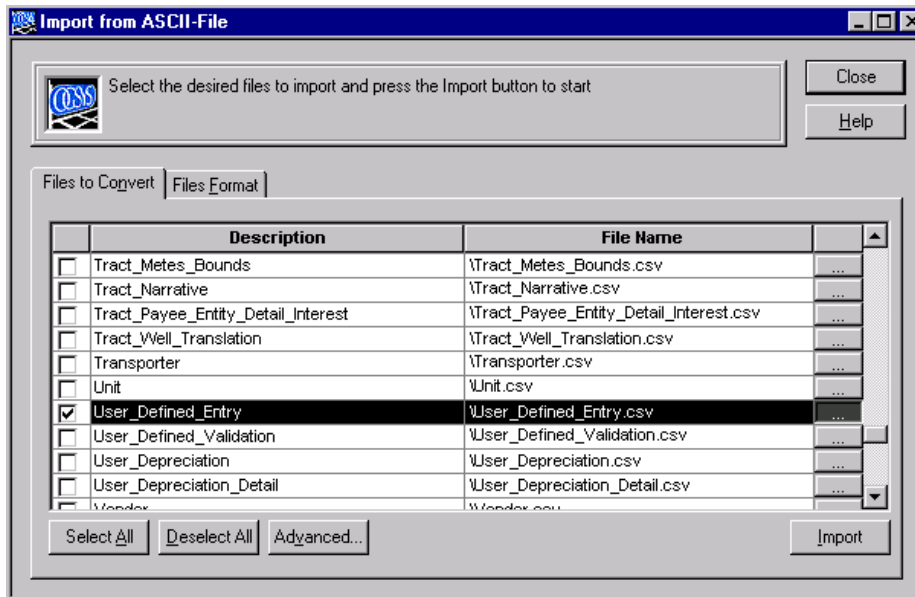 Import from ASCII-File
Select the desired files to import and press the Import button to start
Close
Help
Files to Convert Files Format
Description File Name
Tract_Metes_Bounds \Tract_Metes_Bounds.csv ...
Tract_Narrative \Tract_Narrative.csv ...
Tract_Payee_Entity_Detail_Interest \Tract_Payee_Entity_Detail_Interest.csv ...
Tract_Well_Translation \Tract_Well_Translation.csv ...
Transporter \Transporter.csv ...
Unit \Unit.csv ...
User_Defined_Entry \User_Defined_Entry.csv ...
User_Defined_Validation \User_Defined_Validation.csv ...
User_Depreciation \User_Depreciation.csv ...
User_Depreciation_Detail \User_Depreciation_Detail.csv ...
Vendor \Vendor.csv
Select All Deselect All Advanced... Import